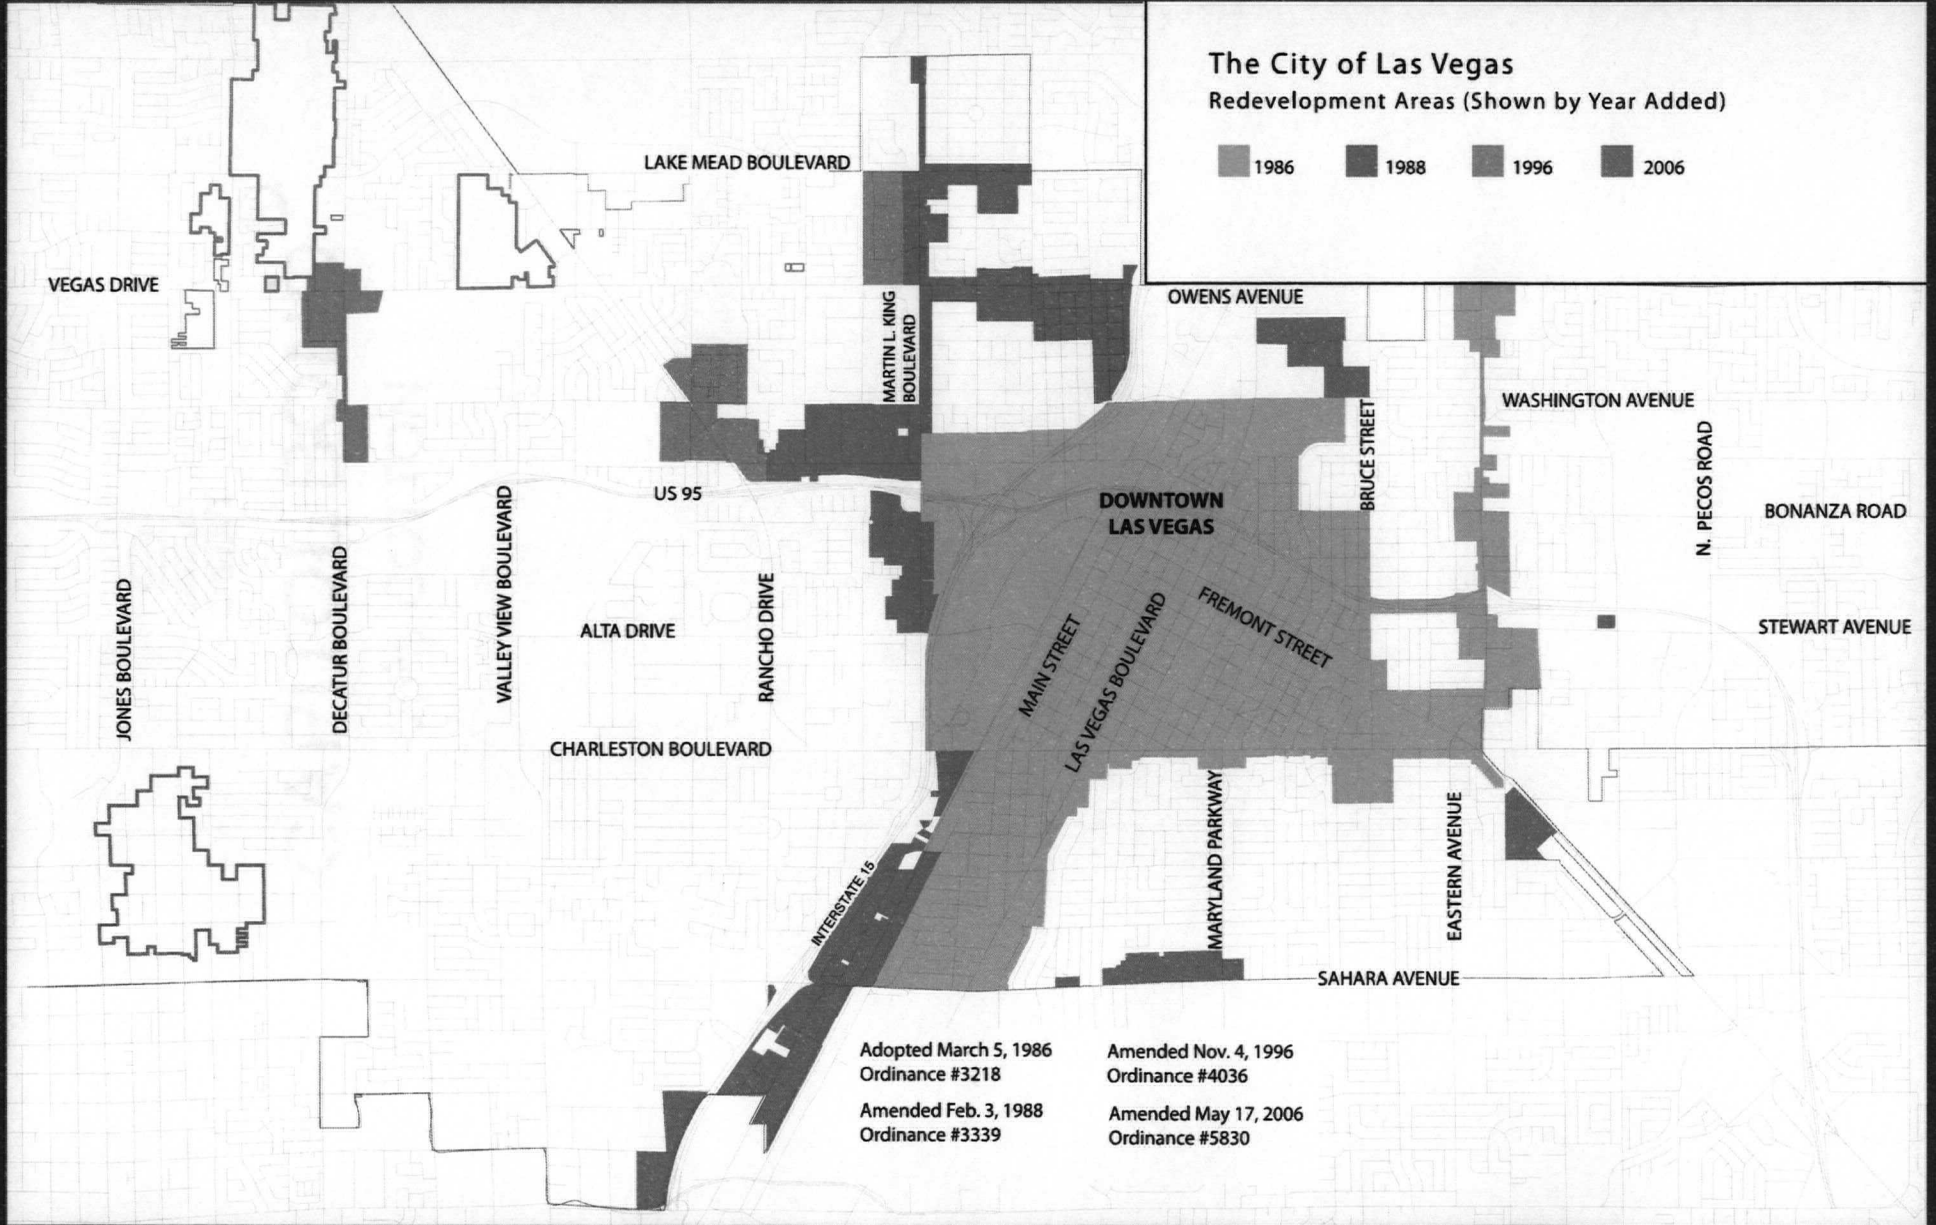 The City of Las Vegas
Redevelopment Areas (Shown by Year Added)
1986
1988
1996
2006
LAKE MEAD BOULEVARD
VEGAS DRIVE
MARTIN L. KING
BOULEVARD
OWENS AVENUE
WASHINGTON AVENUE
BRUCE STREET
N. PECOS ROAD
US 95
DOWNTOWN
LAS VEGAS
BONANZA ROAD
JONES BOULEVARD
DECATUR BOULEVARD
VALLEY VIEW BOULEVARD
ALTA DRIVE
RANCHO DRIVE
MAIN STREET
LAS VEGAS BOULEVARD
FREMONT STREET
STEWART AVENUE
CHARLESTON BOULEVARD
INTERSTATE 15
MARYLAND PARKWAY
EASTERN AVENUE
SAHARA AVENUE
Adopted March 5, 1986
Ordinance #3218
Amended Feb. 3, 1988
Ordinance #3339
Amended Nov. 4, 1996
Ordinance #4036
Amended May 17, 2006
Ordinance #5830